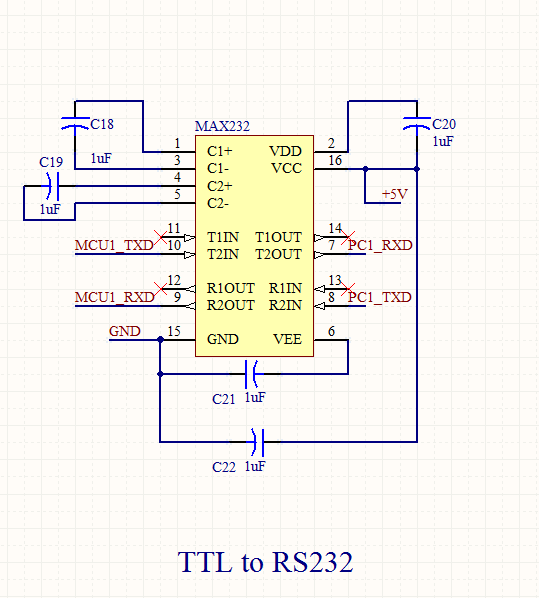 MAX232
C18
1uF
C19
1uF
C20
1uF
1 C1+ VDD 2
3 C1- VCC 16
4 C2+
5 C2-
+5V
11 T1IN T1OUT 14
MCU1_TXD 10 T2IN T2OUT 7 PC1_RXD
12 R1OUT R1IN 13
MCU1_RXD 9 R2OUT R2IN 8 PC1_TXD
GND 15 GND VEE 6
C21 1uF
C22 1uF
TTL to RS232